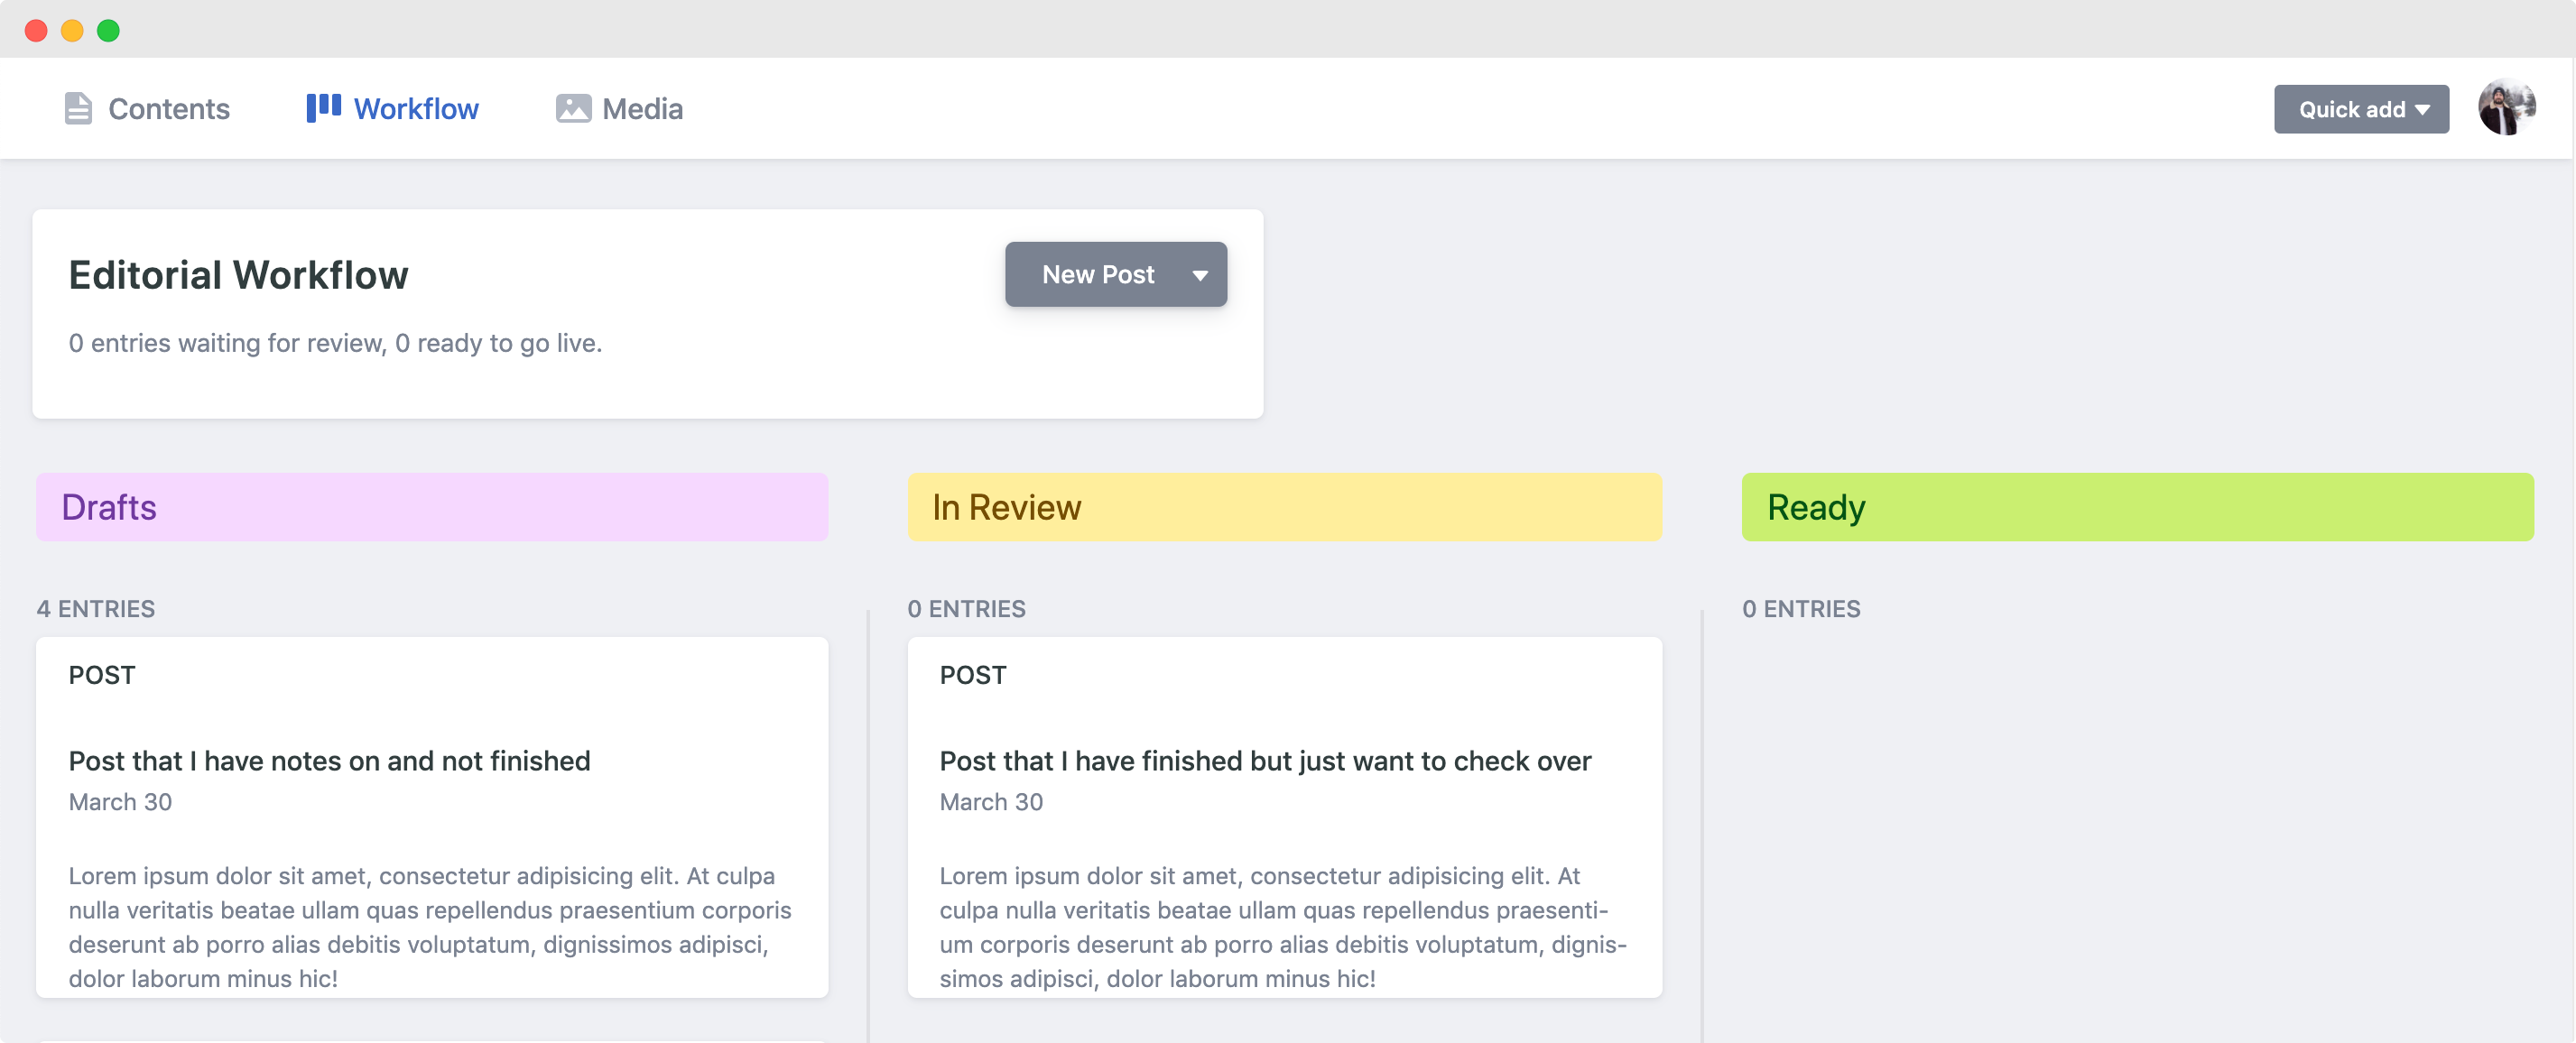 Contents
Workflow
Media
Quick add
Editorial Workflow
New Post
0 entries waiting for review, 0 ready to go live.
Drafts
In Review
Ready
4 ENTRIES
POST
Post that I have notes on and not finished
March 30
Lorem ipsum dolor sit amet, consectetur adipisicing elit. At culpa
nulla veritatis beatae ullam quas repellendus praesentium corporis
deserunt ab porro alias debitis voluptatum, dignissimos adipisci,
dolor laborum minus hic!
0 ENTRIES
POST
Post that I have finished but just want to check over
March 30
Lorem ipsum dolor sit amet, consectetur adipisicing elit. At
culpa nulla veritatis beatae ullam quas repellendus praesenti-
um corporis deserunt ab porro alias debitis voluptatum, dignis-
simos adipisci, dolor laborum minus hic!
0 ENTRIES